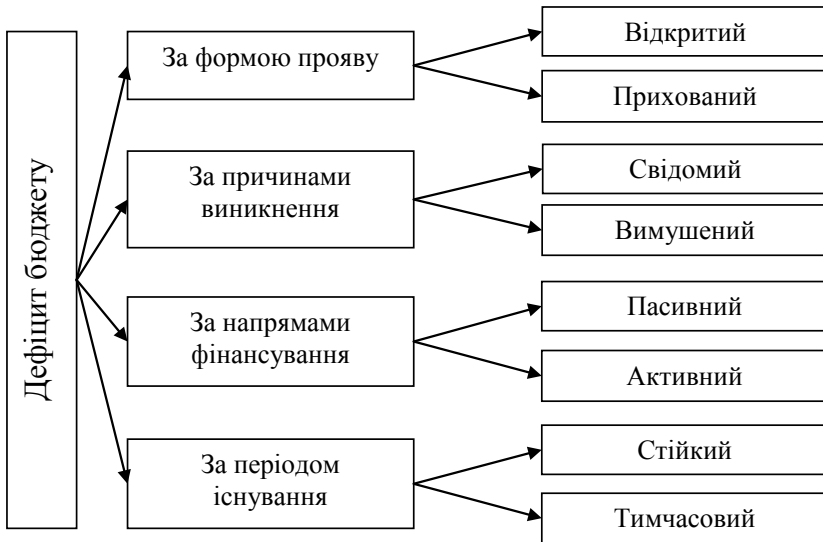 Дефіцит бюджету
За формою прояву
Відкритий
Прихований
За причинами
виникнення
Свідомий
Вимушений
За напрямами
фінансування
Пасивний
Активний
За періодом
існування
Стійкий
Тимчасовий